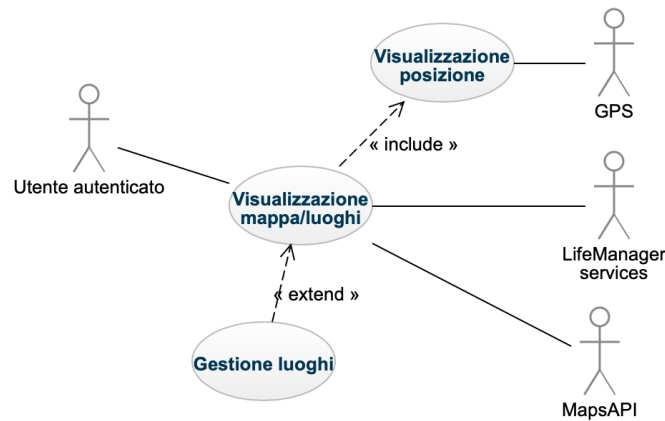 Visualizzazione
posizione
GPS
« include »
Utente autenticato
Visualizzazione
mappa/luoghi
LifeManager
services
« extend »
Gestione luoghi
MapsAPI